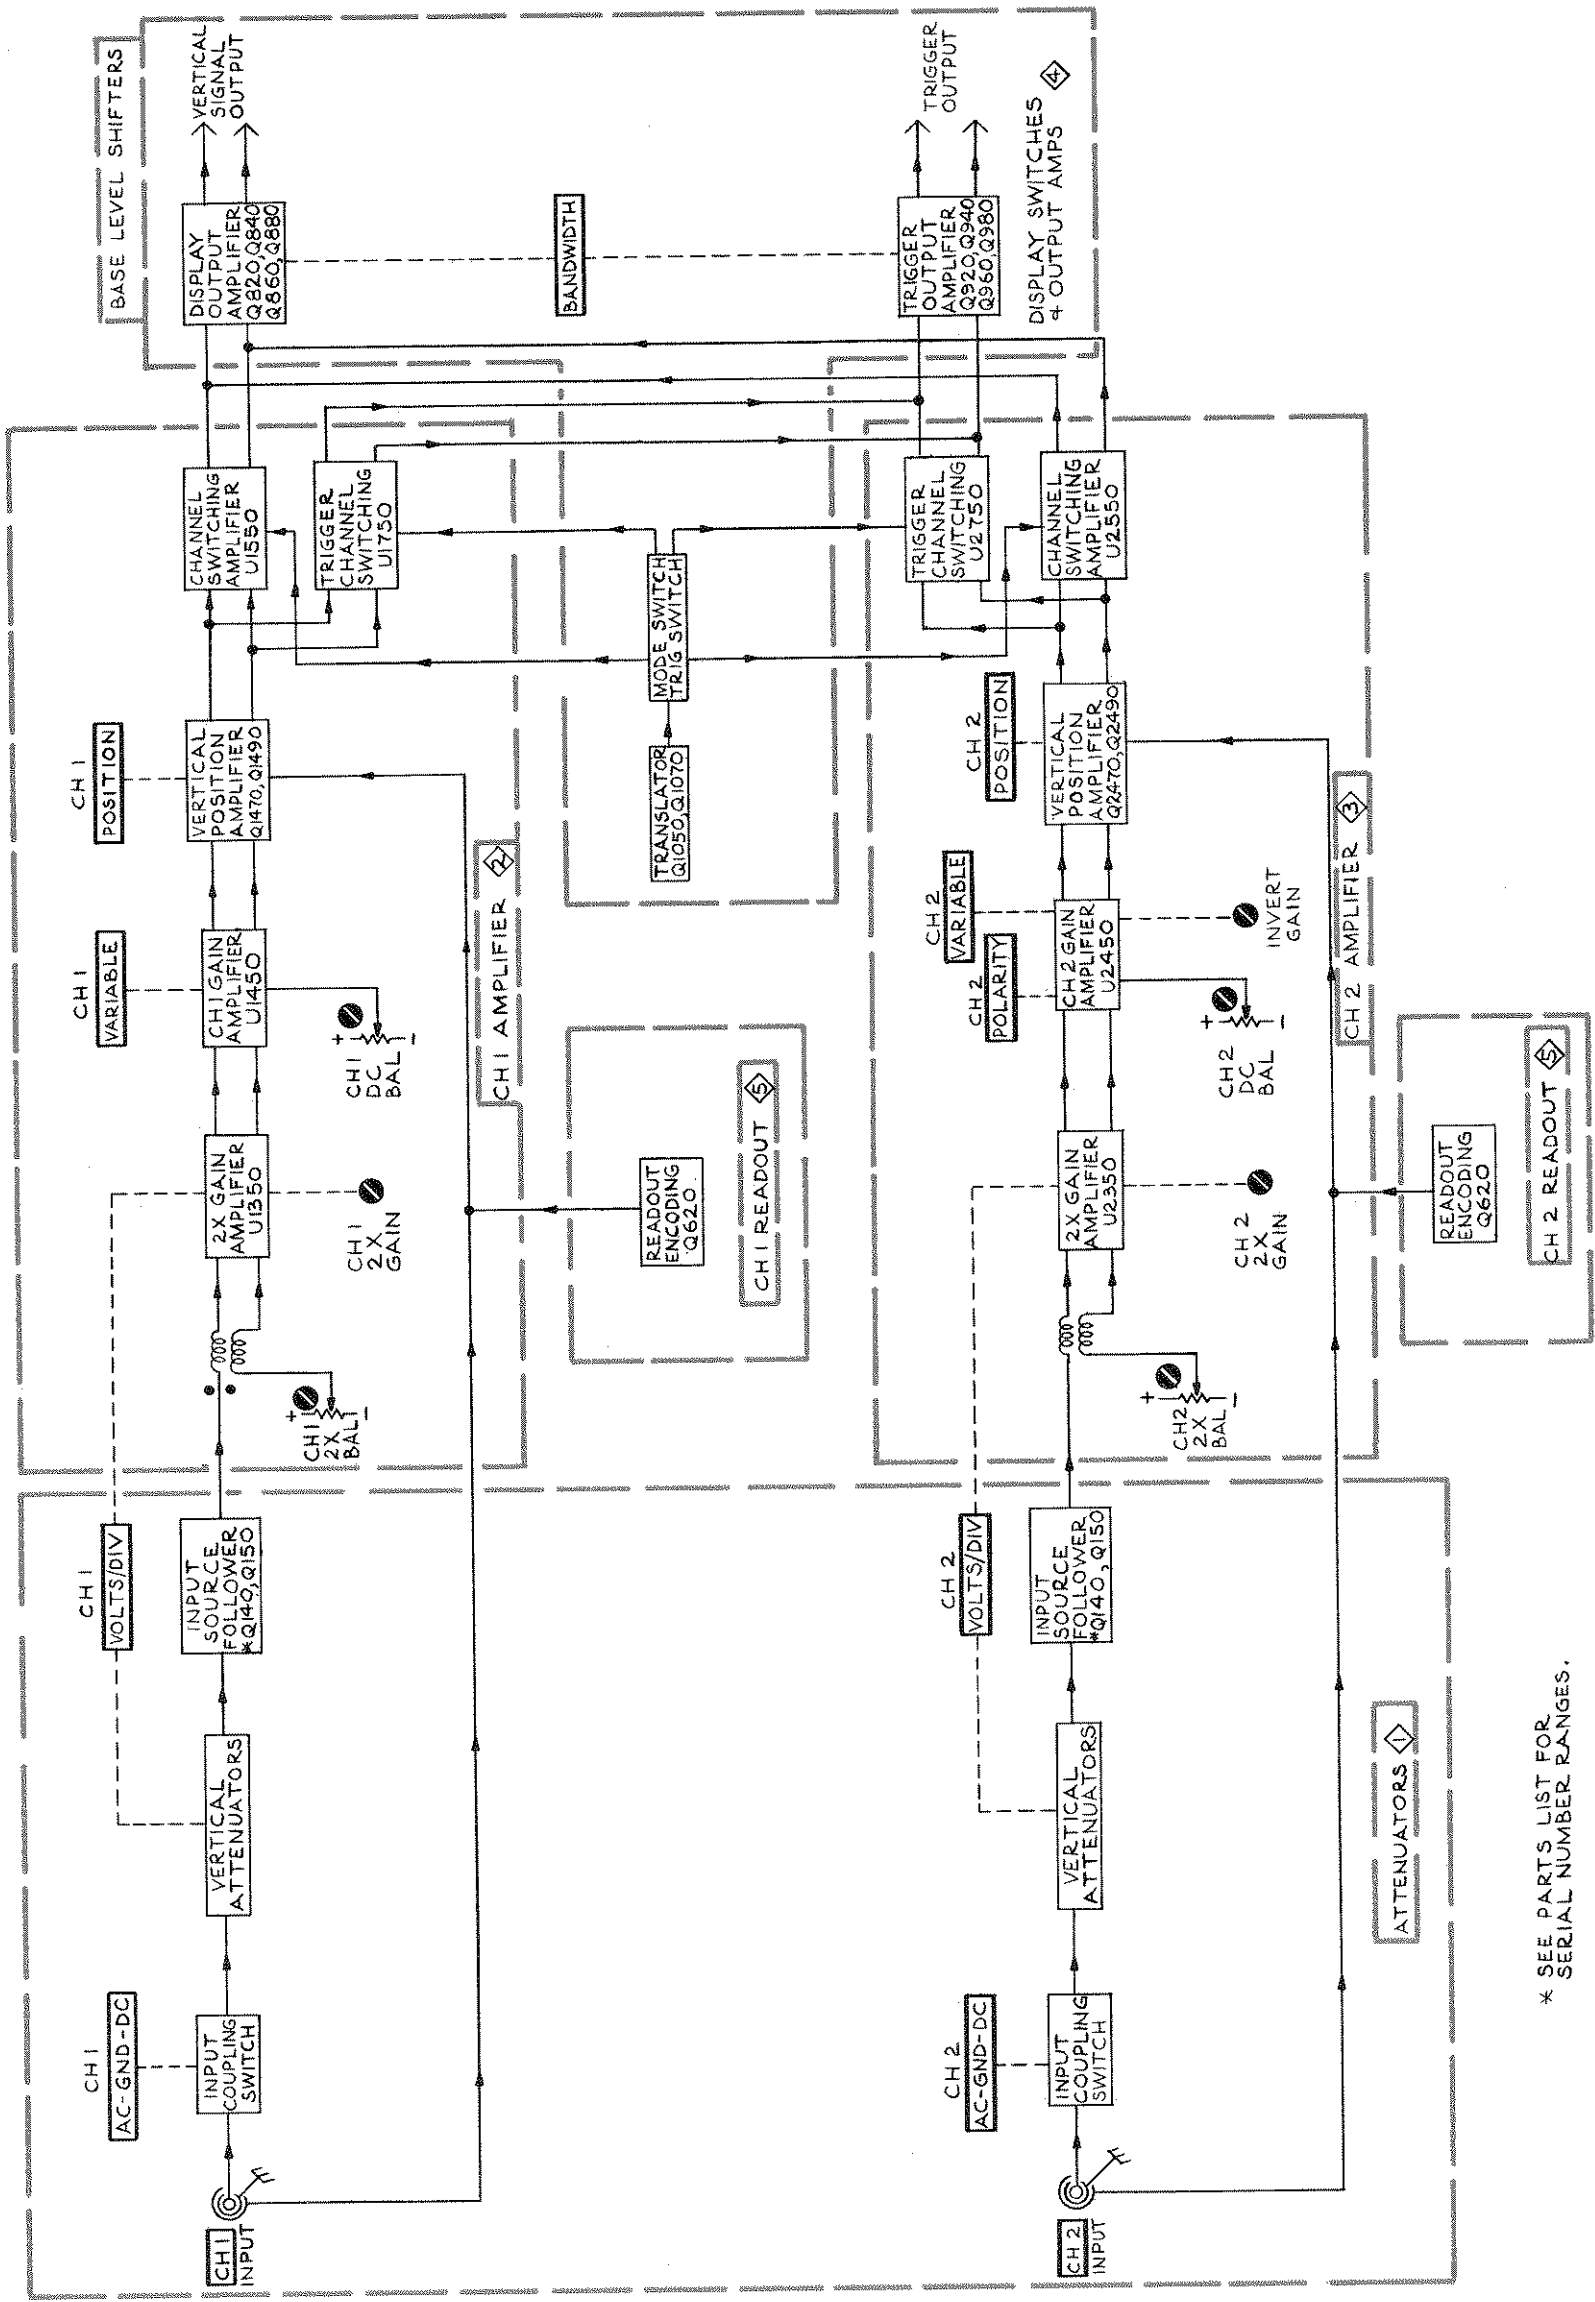 CH 1
INPUT
CH 1
AC-GND-DC
INPUT
COUPLING
SWITCH
VERTICAL
ATTENUATORS
CH 1
VOLTS/DIV
INPUT
SOURCE
FOLLOWER
*Q140,Q150
CH 1
2X
BAL
+
−
2X GAIN
AMPLIFIER
U1350
CH 1
2X
GAIN
CH 1
VARIABLE
CH 1 GAIN
AMPLIFIER
U1450
CH 1
DC
BAL
+
−
CH 1
POSITION
VERTICAL
POSITION
AMPLIFIER
Q1470,Q1490
CH 1 AMPLIFIER 2
CHANNEL
SWITCHING
AMPLIFIER
U1550
TRIGGER
CHANNEL
SWITCHING
U1750
BASE LEVEL SHIFTERS
DISPLAY
OUTPUT
AMPLIFIER
Q820,Q840
Q860,Q880
VERTICAL
SIGNAL
OUTPUT
READOUT
ENCODING
Q620
CH 1 READOUT 5
TRANSLATOR
Q1050,Q1070
MODE SWITCH
TRIG SWITCH
BANDWIDTH
TRIGGER
OUTPUT
AMPLIFIER
Q920,Q940
Q960,Q980
TRIGGER
OUTPUT
DISPLAY SWITCHES
& OUTPUT AMPS 4
CH 2
INPUT
CH 2
AC-GND-DC
INPUT
COUPLING
SWITCH
VERTICAL
ATTENUATORS
CH 2
VOLTS/DIV
INPUT
SOURCE
FOLLOWER
*Q140,Q150
CH2
2X
BAL
+
−
2X GAIN
AMPLIFIER
U2350
CH 2
2X
GAIN
CH 2
POLARITY
CH 2
VARIABLE
CH 2 GAIN
AMPLIFIER
U2450
CH2
DC
BAL
+
−
INVERT
GAIN
CH 2
POSITION
VERTICAL
POSITION
AMPLIFIER
Q2470,Q2490
TRIGGER
CHANNEL
SWITCHING
U2750
CHANNEL
SWITCHING
AMPLIFIER
U2550
CH 2 AMPLIFIER 3
ATTENUATORS 1
READOUT
ENCODING
Q620
CH 2 READOUT 5
* SEE PARTS LIST FOR
SERIAL NUMBER RANGES.